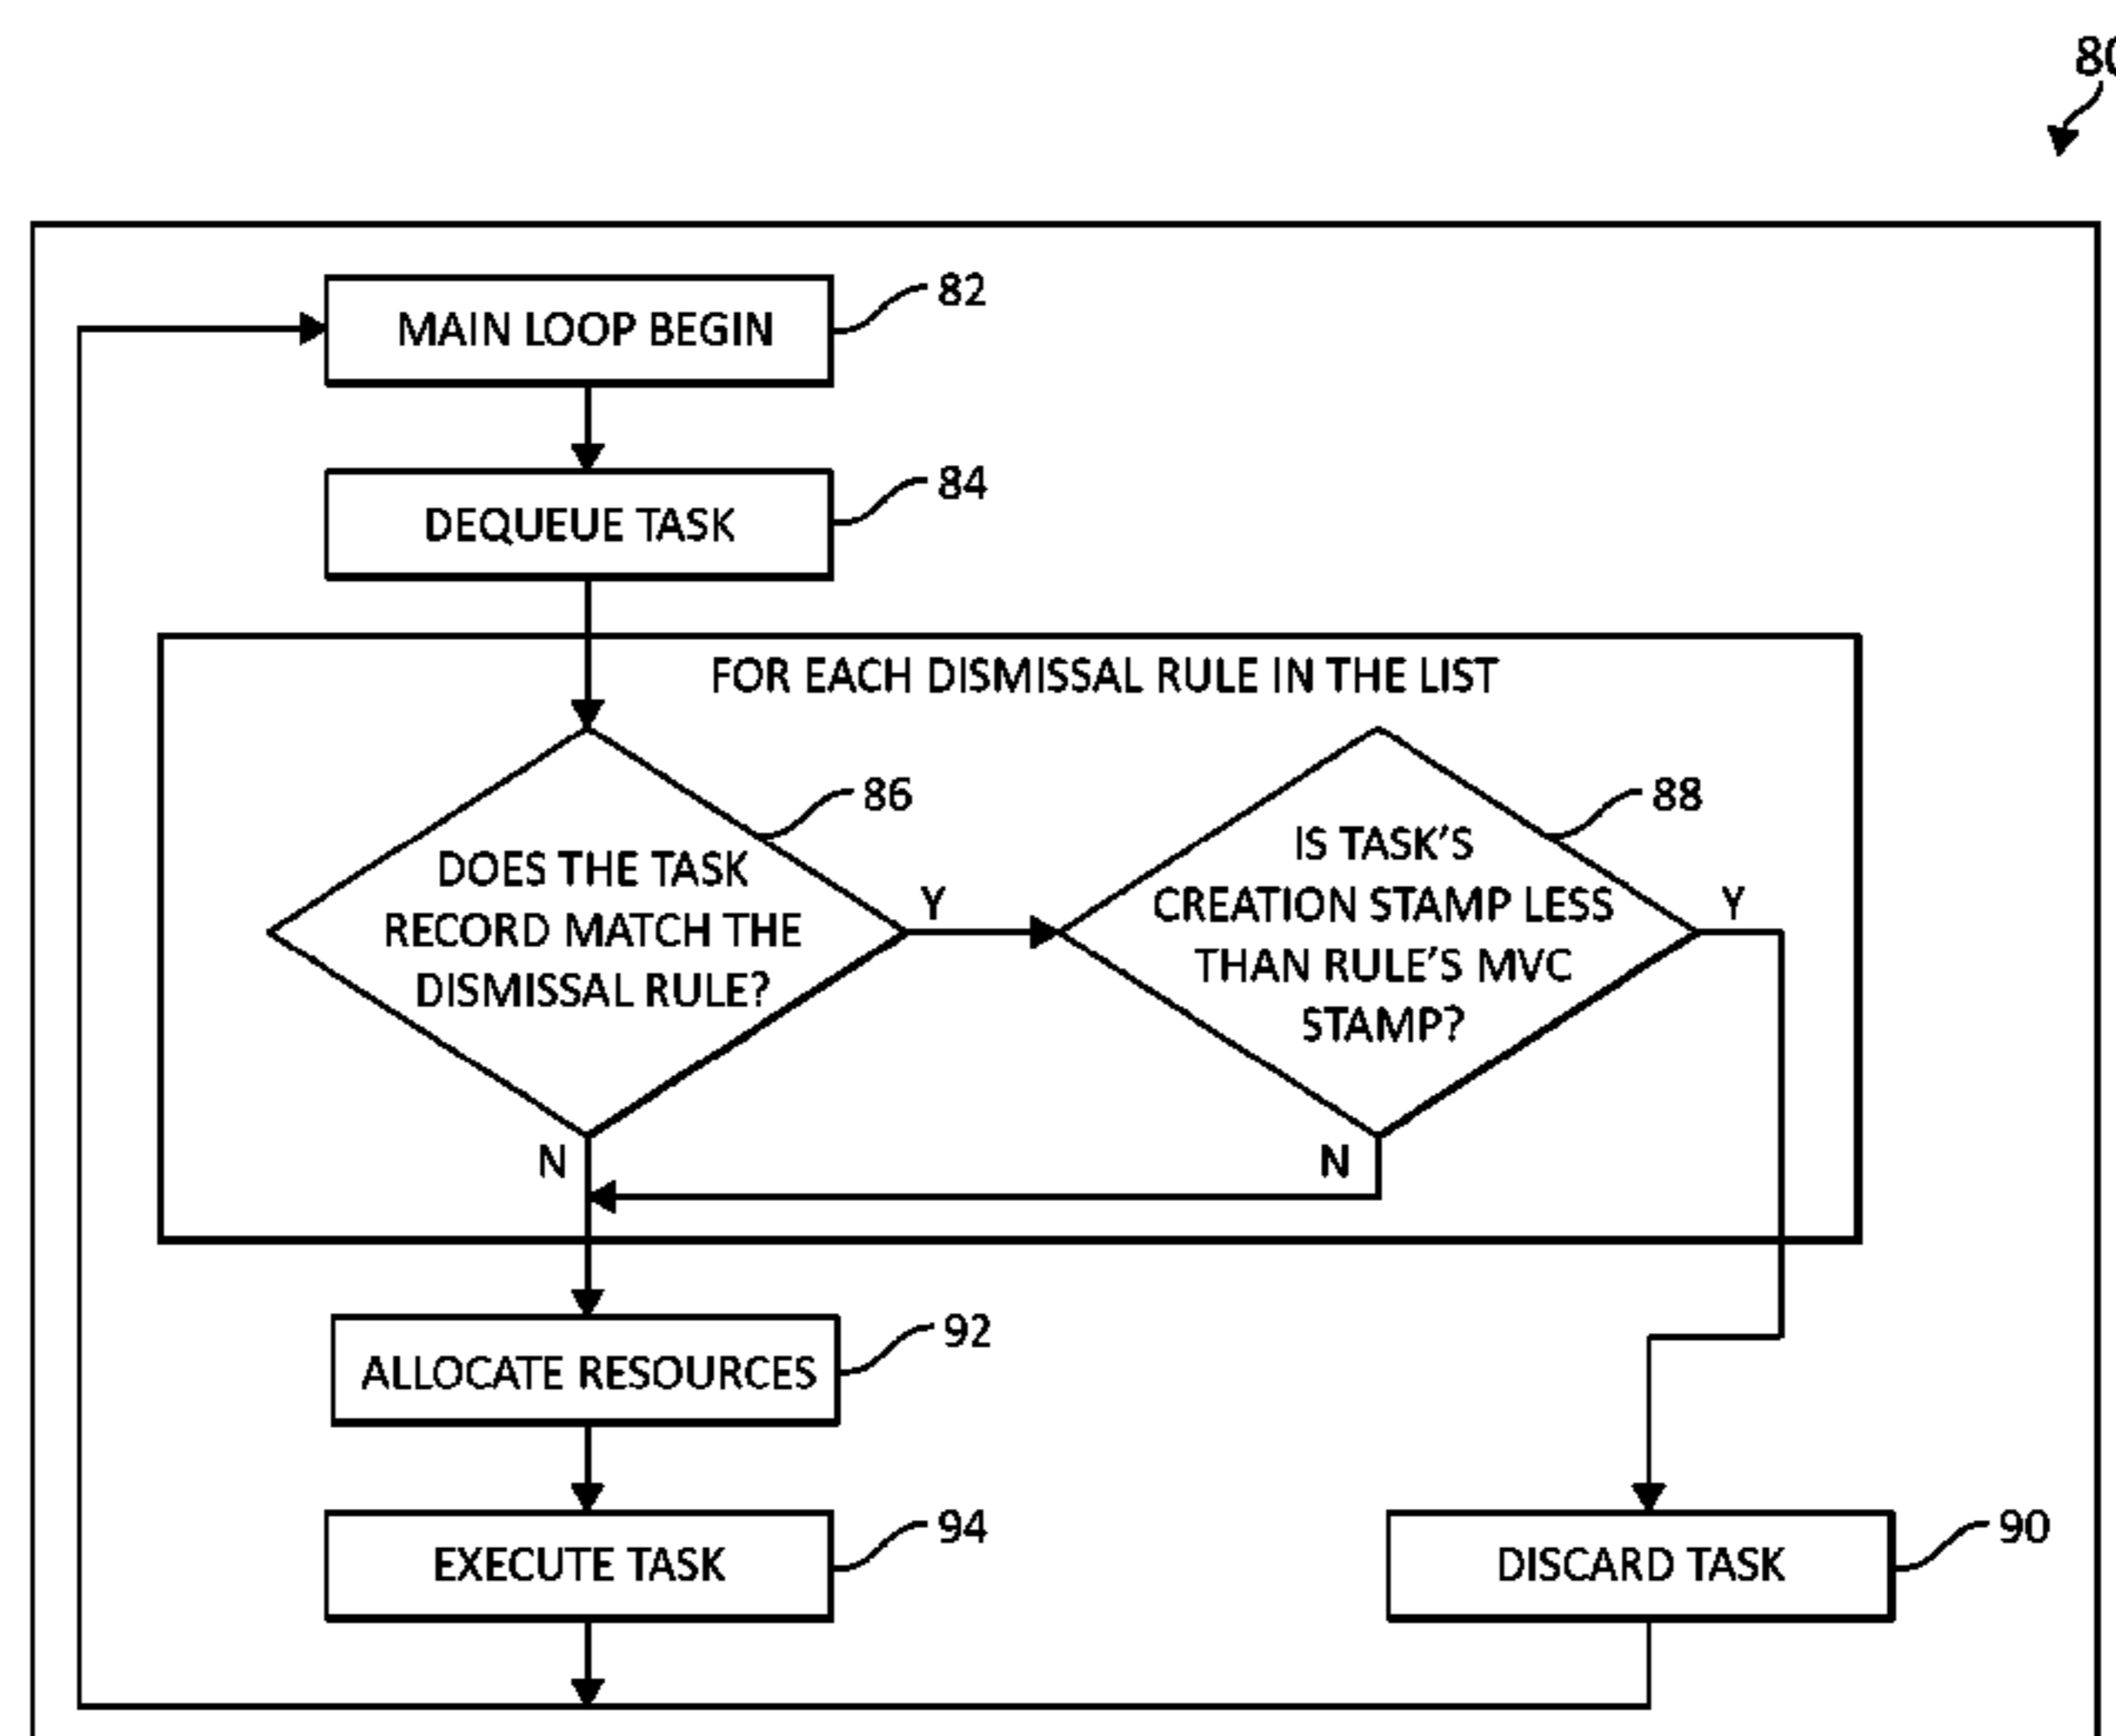 80
MAIN LOOP BEGIN
82
DEQUEUE TASK
84
FOR EACH DISMISSAL RULE IN THE LIST
86
DOES THE TASK
RECORD MATCH THE
DISMISSAL RULE?
Y
N
88
IS TASK'S
CREATION STAMP LESS
THAN RULE'S MVC
STAMP?
Y
N
ALLOCATE RESOURCES
92
EXECUTE TASK
94
DISCARD TASK
90